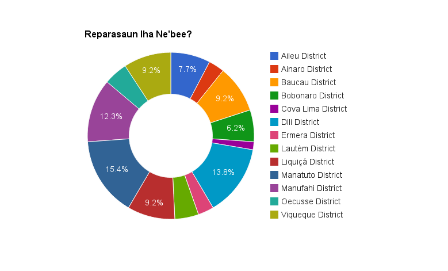 Reparasaun Iha Ne'bee?
7.7%
9.2%
6.2%
13.8%
9.2%
15.4%
12.3%
9.2%
Aileu District
Ainaro District
Baucau District
Bobonaro District
Cova Lima District
Dili District
Ermera District
Lautém District
Liquiçá District
Manatuto District
Manufahi District
Oecusse District
Viqueque District